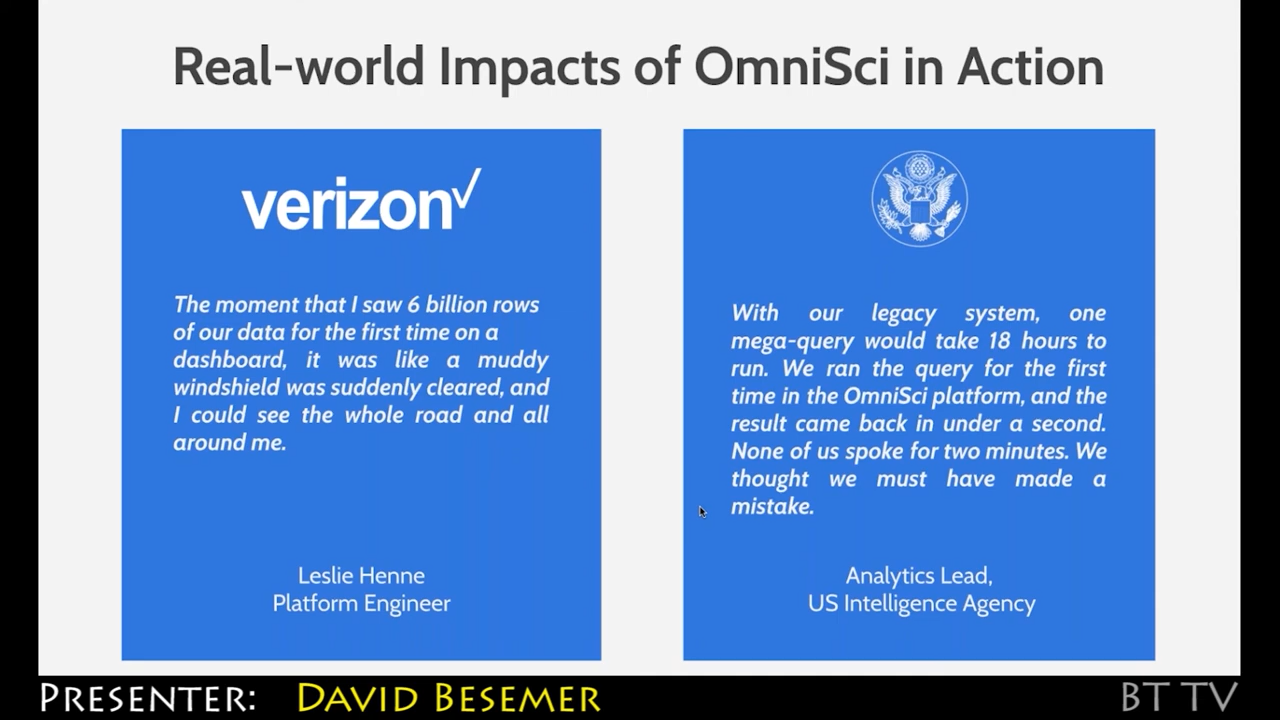 Real-world Impacts of OmniSci in Action
verizon✓
The moment that I saw 6 billion rows
of our data for the first time on a
dashboard, it was like a muddy
windshield was suddenly cleared, and
I could see the whole road and all
around me.
Leslie Henne
Platform Engineer
With our legacy system, one
mega-query would take 18 hours to
run. We ran the query for the first
time in the OmniSci platform, and the
result came back in under a second.
None of us spoke for two minutes. We
thought we must have made a
mistake.
Analytics Lead,
US Intelligence Agency
PRESENTER: DAVID BESEMER
BT TV